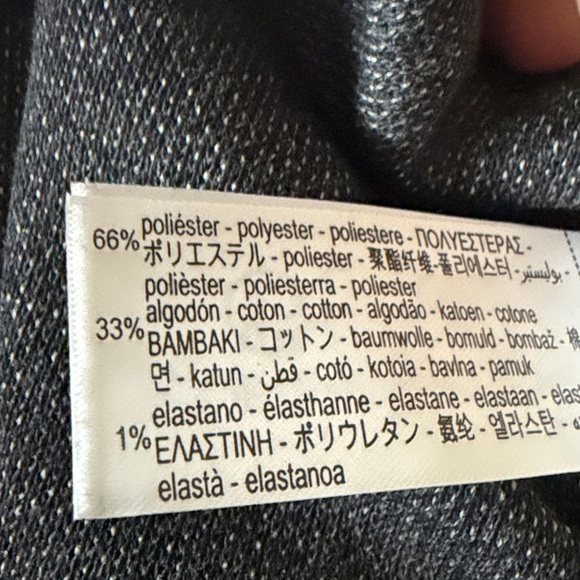 66% poliéster - polyester - poliestere - ΠΟΛΥΕΣΤΕΡΑΣ -
ポリエステル - poliester - 聚酯纤维-폴리에스터 - بوليستير -
polièster - poliesterra - poliester
33% algodón - coton - cotton - algodão - katoen - cotone
BAMBAKI - コットン - baumwolle - bomuld - bombaž - 棉
면 - katun - قطن - cotó - kotoia - bavlna - pamuk
1% elastano - élasthanne - elastane - elastaan - elas
ΕΛΑΣΤΙΝΗ - ポリウレタン - 氨纶 - 엘라스탄 -
elastà - elastanoa